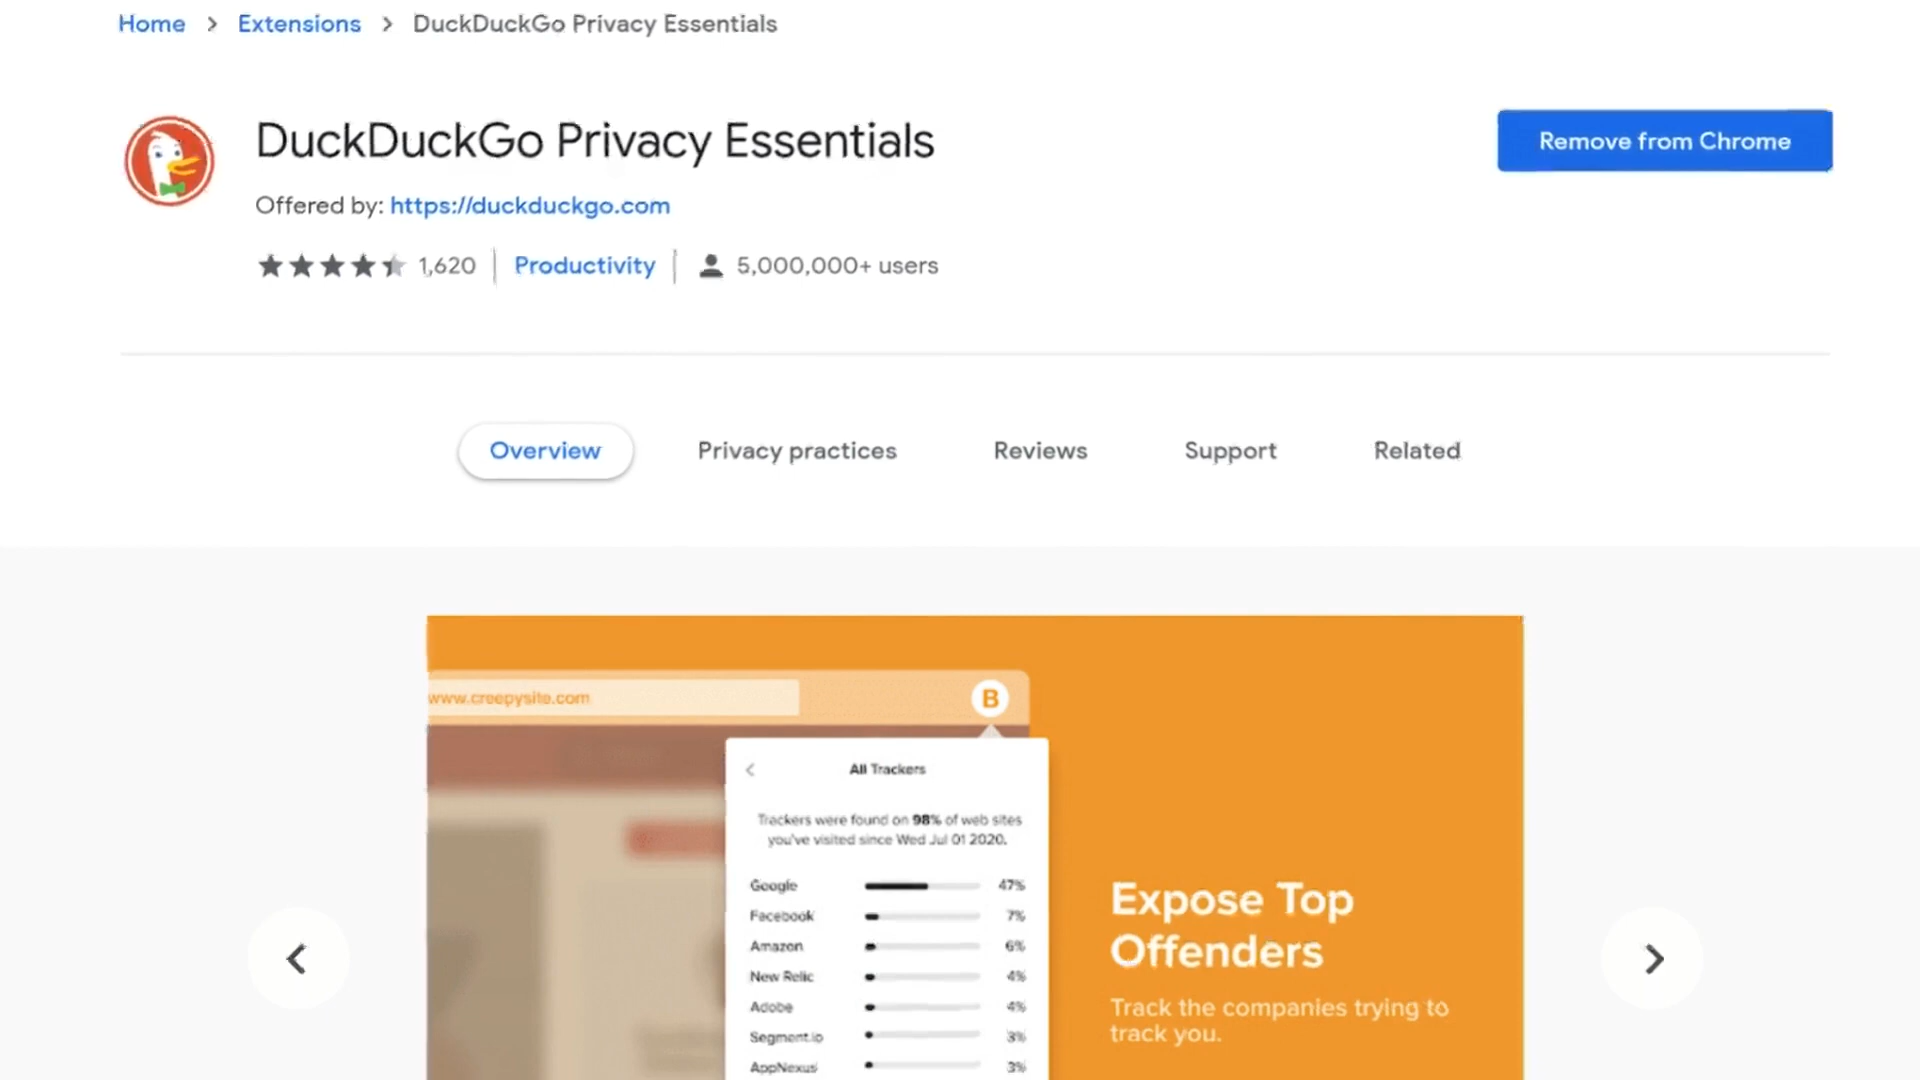 Home > Extensions > DuckDuckGo Privacy Essentials
DuckDuckGo Privacy Essentials
Remove from Chrome
Offered by: https://duckduckgo.com
1,620 | Productivity | 5,000,000+ users
Overview
Privacy practices
Reviews
Support
Related
www.creepysite.com
B
All Trackers
Trackers were found on 98% of web sites
you've visited since Wed Jul 01 2020.
Google 47%
Facebook 7%
Amazon 6%
New Relic 4%
Adobe 4%
Segment.io 3%
AppNexus 3%
Expose Top
Offenders
Track the companies trying to
track you.